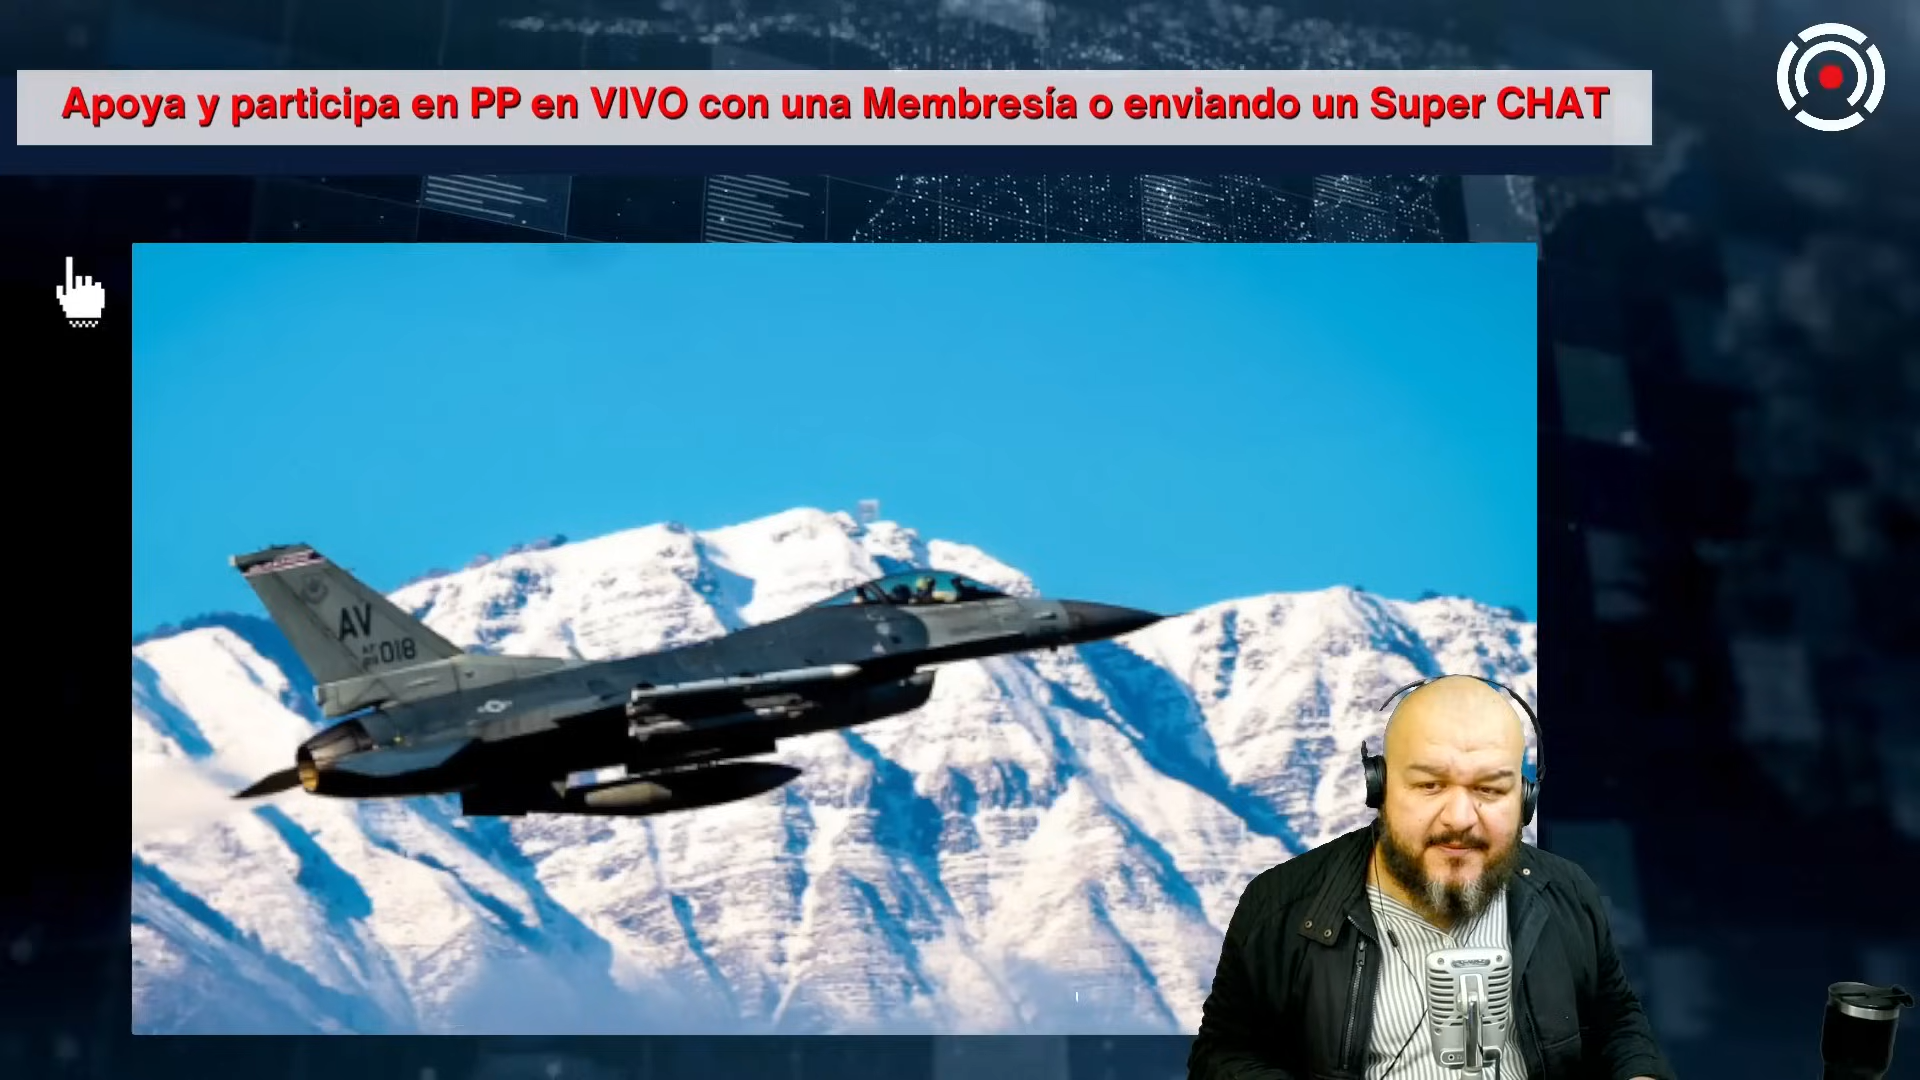 Apoya y participa en PP en VIVO con una Membresía o enviando un Super CHAT
AV
018